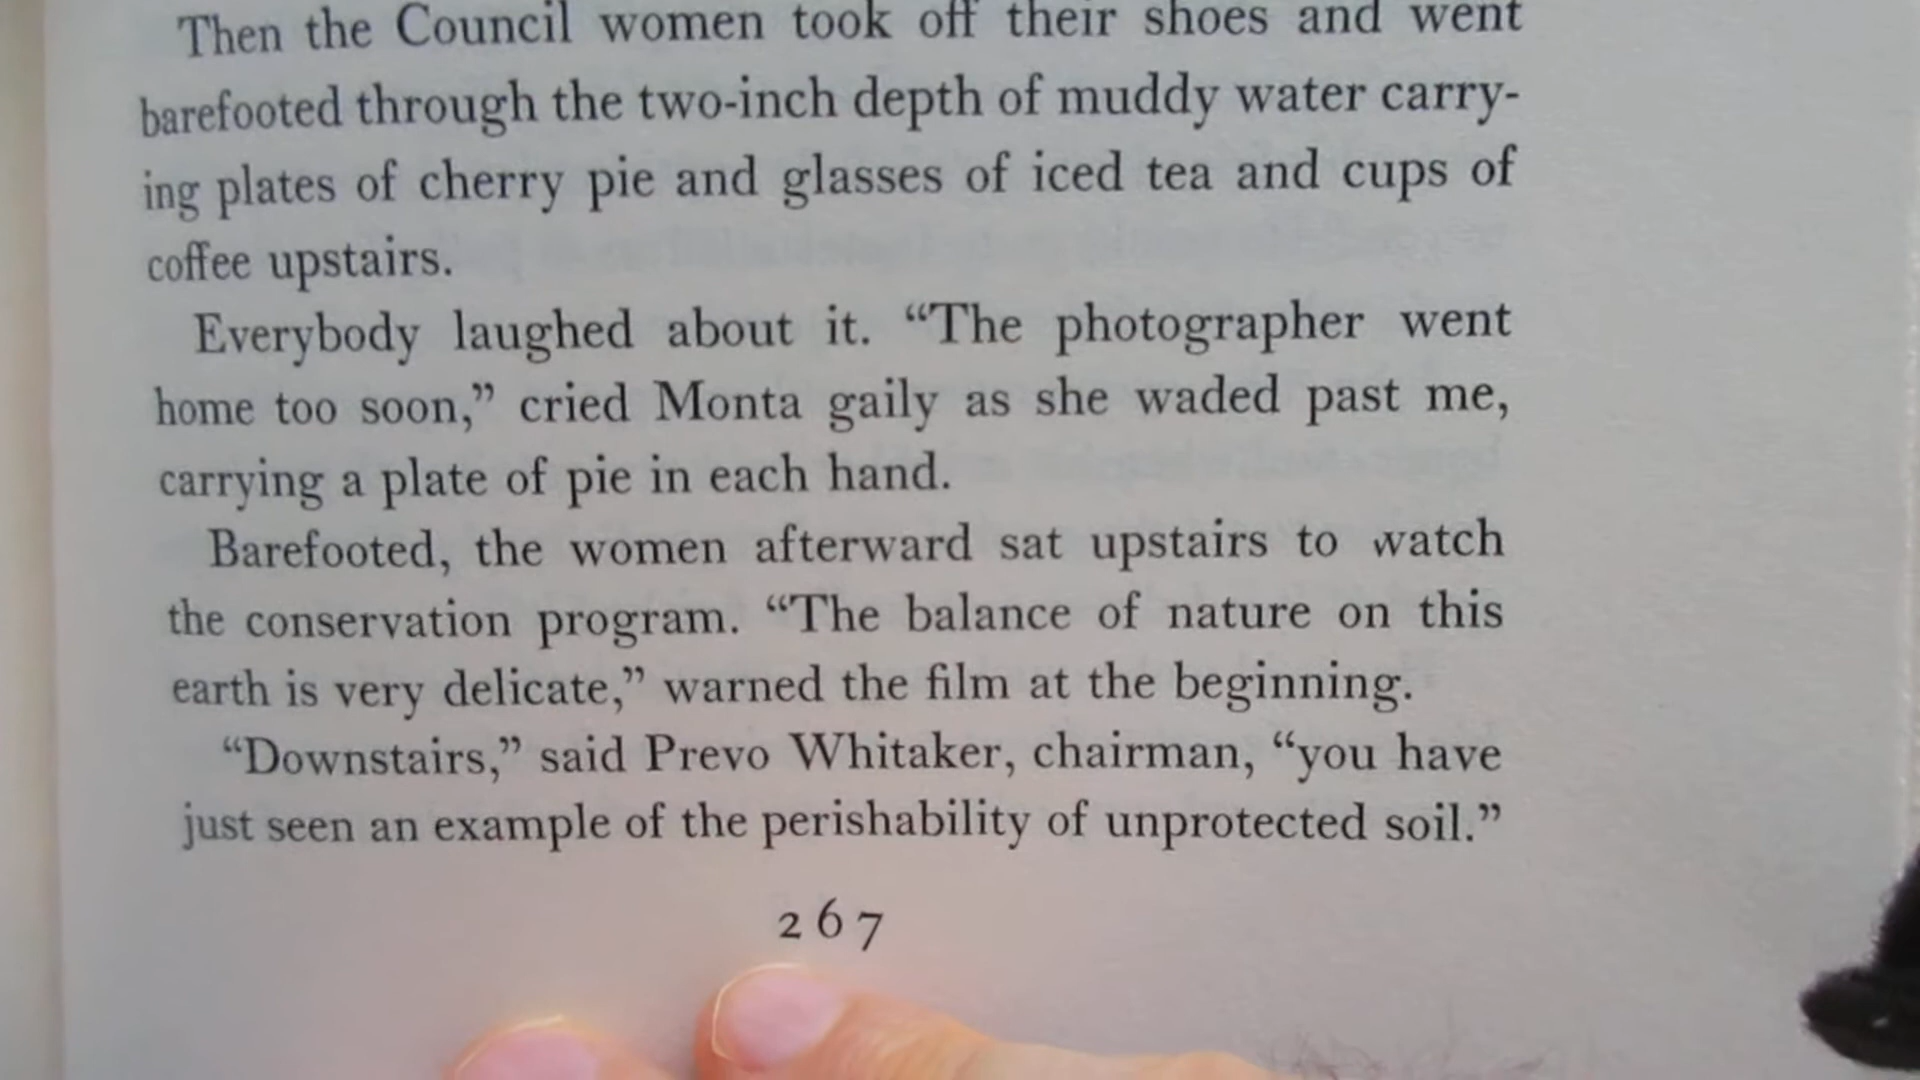 Then the Council women took off their shoes and went
barefooted through the two-inch depth of muddy water carry-
ing plates of cherry pie and glasses of iced tea and cups of
coffee upstairs.
Everybody laughed about it. “The photographer went
home too soon,” cried Monta gaily as she waded past me,
carrying a plate of pie in each hand.
Barefooted, the women afterward sat upstairs to watch
the conservation program. “The balance of nature on this
earth is very delicate,” warned the film at the beginning.
“Downstairs,” said Prevo Whitaker, chairman, “you have
just seen an example of the perishability of unprotected soil.”
267